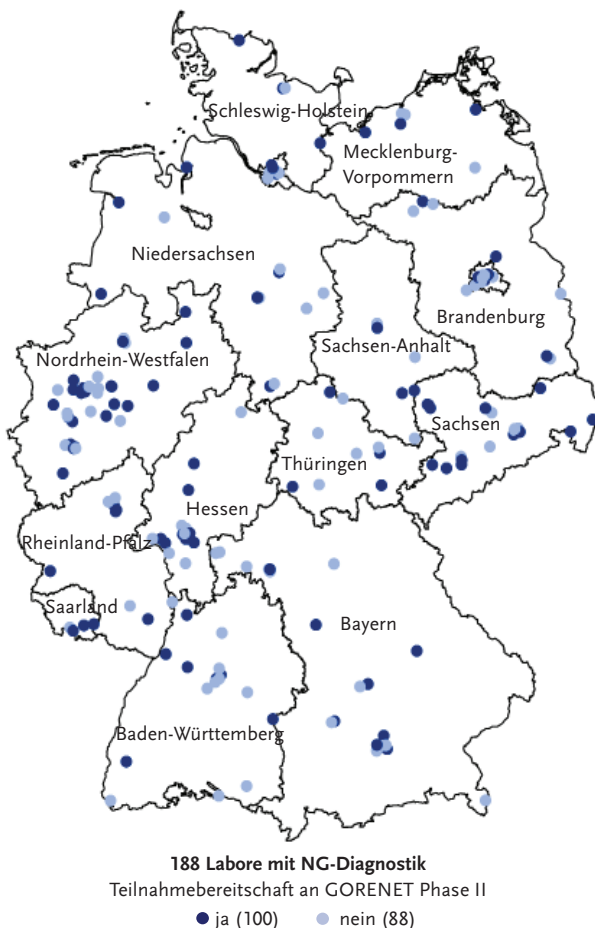 Schleswig-Holstein
Mecklenburg-
Vorpommern
Niedersachsen
Brandenburg
Sachsen-Anhalt
Nordrhein-Westfalen
Sachsen
Thüringen
Hessen
Rheinland-Pfalz
Saarland
Bayern
Baden-Württemberg
188 Labore mit NG-Diagnostik
Teilnahmebereitschaft an GORENET Phase II
ja (100) nein (88)